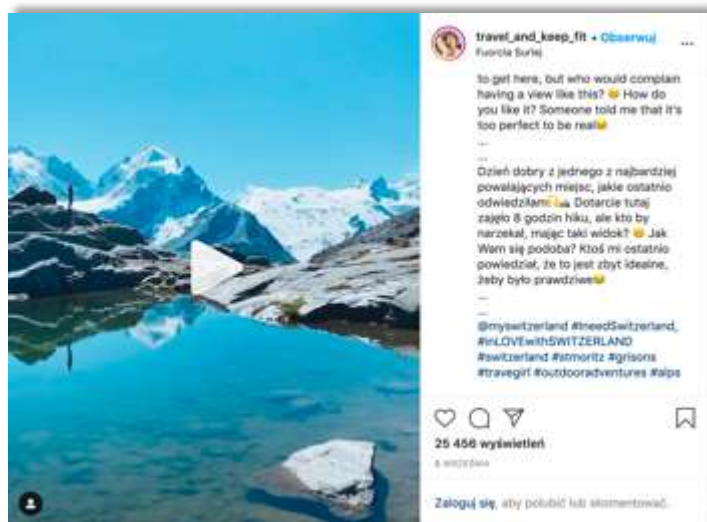 travel_and_keep_fit • Obserwuj
Fuorcla Surlej
...
to get here, but who would complain
having a view like this? 😍 How do
you like it? Someone told me that it's
too perfect to be real😉
...
...
Dzień dobry z jednego z najbardziej
powalających miejsc, jakie ostatnio
odwiedziłam Dotarcie tutaj
zajęło 8 godzin hiku, ale kto by
narzekał, mając taki widok? 😍 Jak
Wam się podoba? Ktoś mi ostatnio
powiedział, że to jest zbyt idealne,
żeby było prawdziwe😉
...
...
@myswitzerland #IneedSwitzerland,
#inLOVEwithSWITZERLAND
#switzerland #stmoritz #grisons
#travegirl #outdooradventures #alps
25 456 wyświetleń
6 WRZEŚNIA
Zaloguj się, aby polubić lub skomentować.